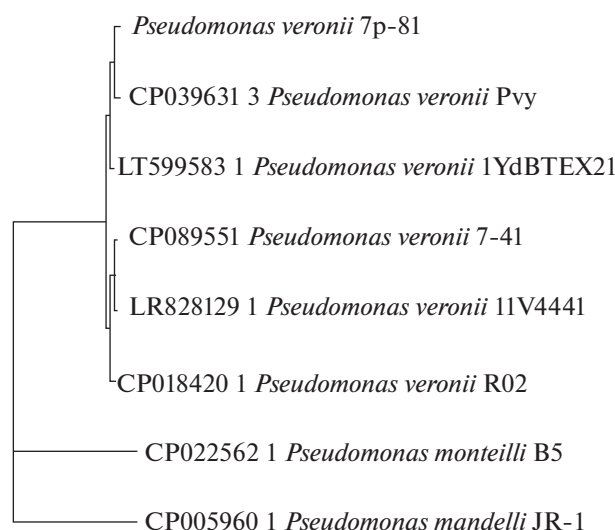 Pseudomonas veronii 7p-81
CP039631 3 Pseudomonas veronii Pvy
LT599583 1 Pseudomonas veronii 1YdBTEX21
CP089551 Pseudomonas veronii 7-41
LR828129 1 Pseudomonas veronii 11V4441
CP018420 1 Pseudomonas veronii R02
CP022562 1 Pseudomonas monteilli B5
CP005960 1 Pseudomonas mandelli JR-1